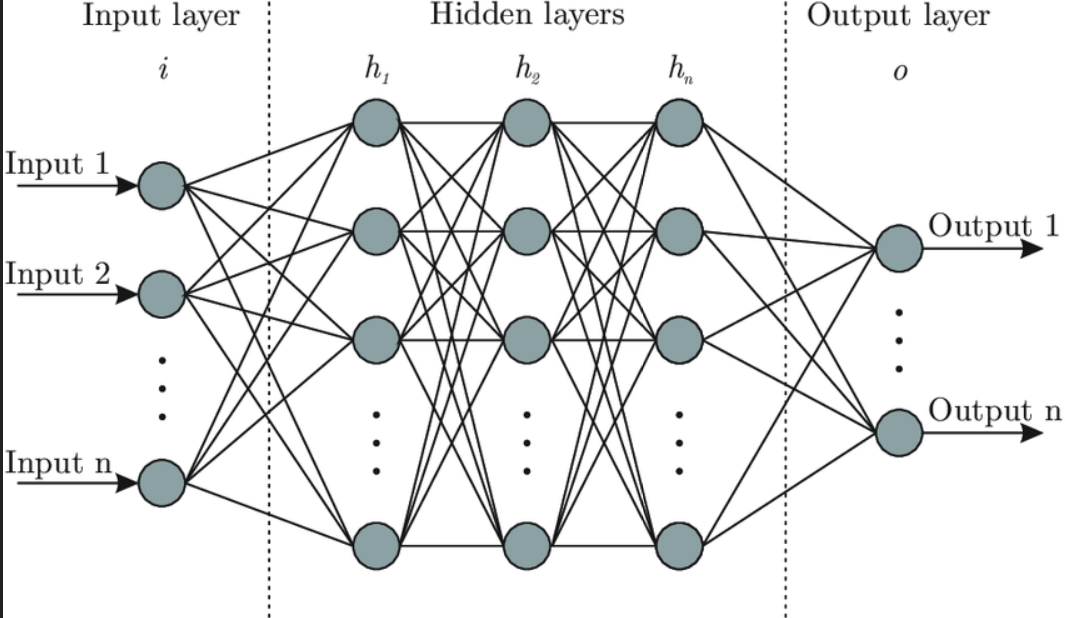 Input layer
Hidden layers
Output layer
i
h₁
h₂
hₙ
o
Input 1
Input 2
Input n
Output 1
Output n